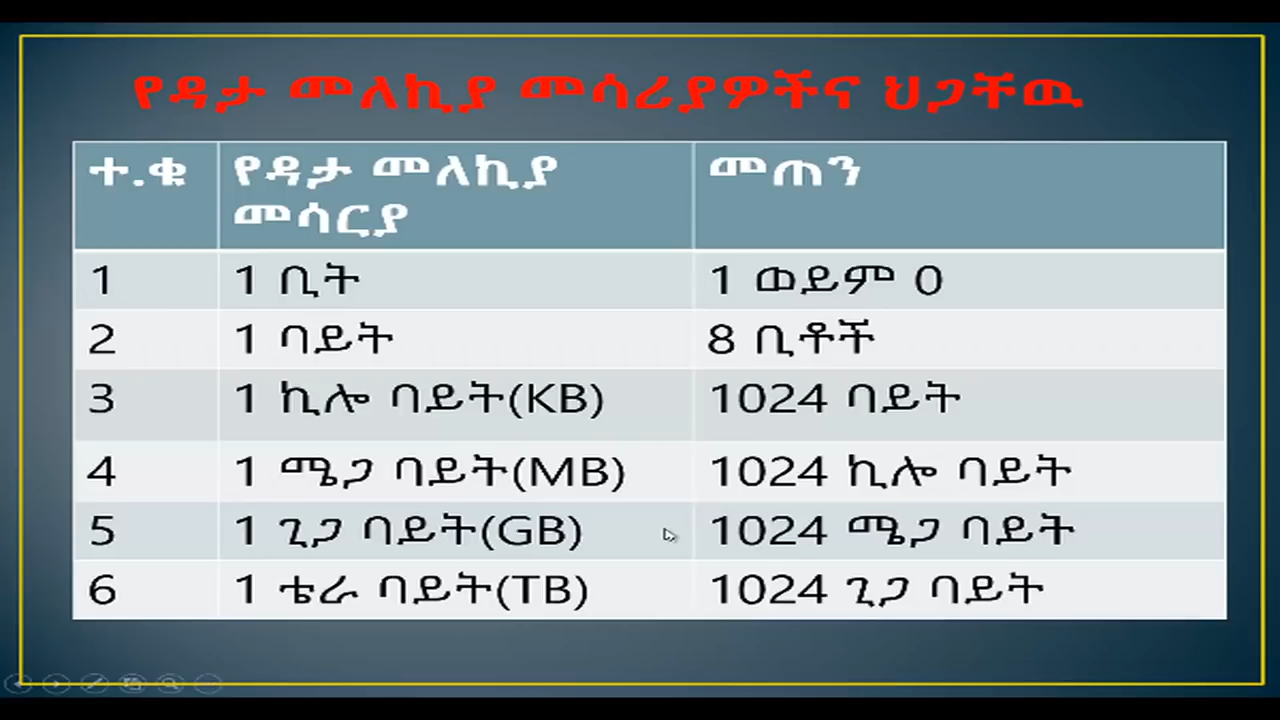 የዳታ መለኪያ መሳሪያዎችና ህጋቸዉ
ተ.ቁ የዳታ መለኪያ መሳርያ መጠን
1 1 ቢት 1 ወይም 0
2 1 ባይት 8 ቢቶች
3 1 ኪሎ ባይት(KB) 1024 ባይት
4 1 ሜጋ ባይት(MB) 1024 ኪሎ ባይት
5 1 ጊጋ ባይት(GB) 1024 ሜጋ ባይት
6 1 ቴራ ባይት(TB) 1024 ጊጋ ባይት